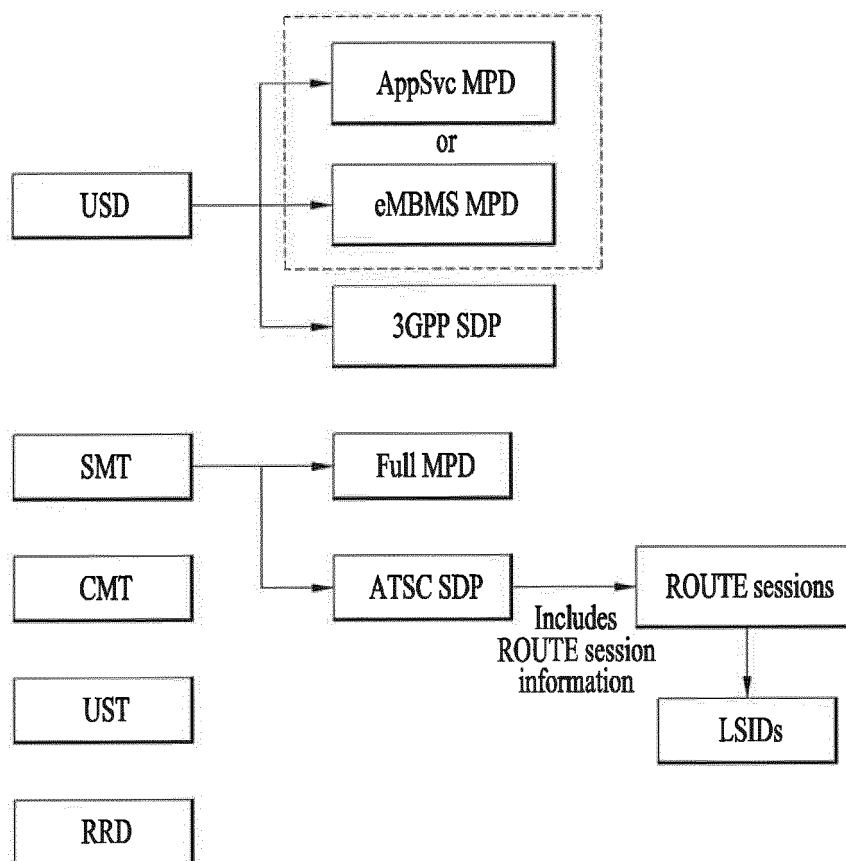 AppSvc MPD
or
USD
eMBMS MPD
3GPP SDP
SMT
Full MPD
CMT
ATSC SDP
ROUTE sessions
Includes
ROUTE session
information
UST
LSIDs
RRD